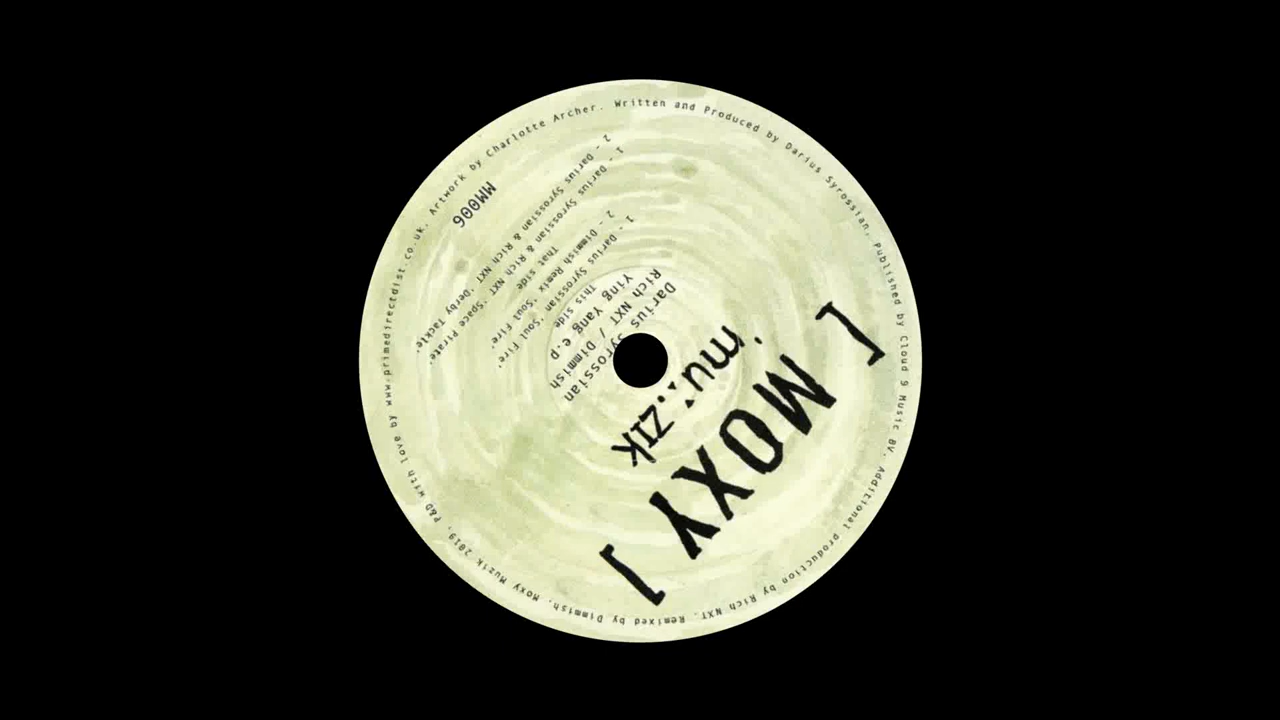 [ MOXY ]
'mu:.zIk
Darius Syrossian
Rich NXT / Dimmish
Ying Yang e.p
This side
1 - Darius Syrossian 'Soul Fire'
2 - Dimmish Remix 'Soul Fire'
That side
1 - Darius Syrossian & Rich NXT 'Space Pirate'
2 - Darius Syrossian & Rich NXT 'Derby Tackle'
MM006
Written and Produced by Darius Syrossian. Published by Cloud 9 Music BV. Additional production by Rich NXT. Remixed by Dimmish. Moxy Muzik 2019. P&D with love by www.primedirectdist.co.uk. Artwork by Charlotte Archer.